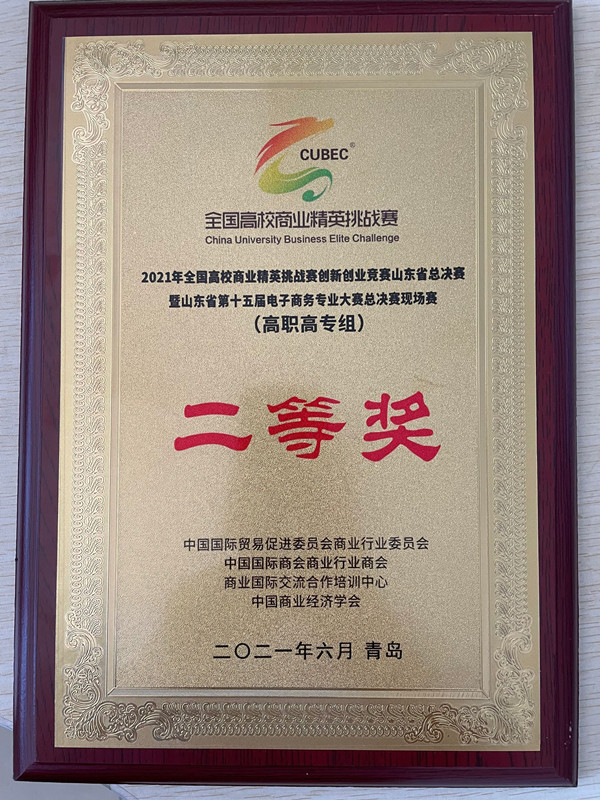 CUBEC®
全国高校商业精英挑战赛
China University Business Elite Challenge
2021年全国高校商业精英挑战赛创新创业竞赛山东省总决赛
暨山东省第十五届电子商务专业大赛总决赛现场赛
（高职高专组）
二等奖
中国国际贸易促进委员会商业行业委员会
中国国际商会商业行业商会
商业国际交流合作培训中心
中国商业经济学会
二〇二一年六月 青岛